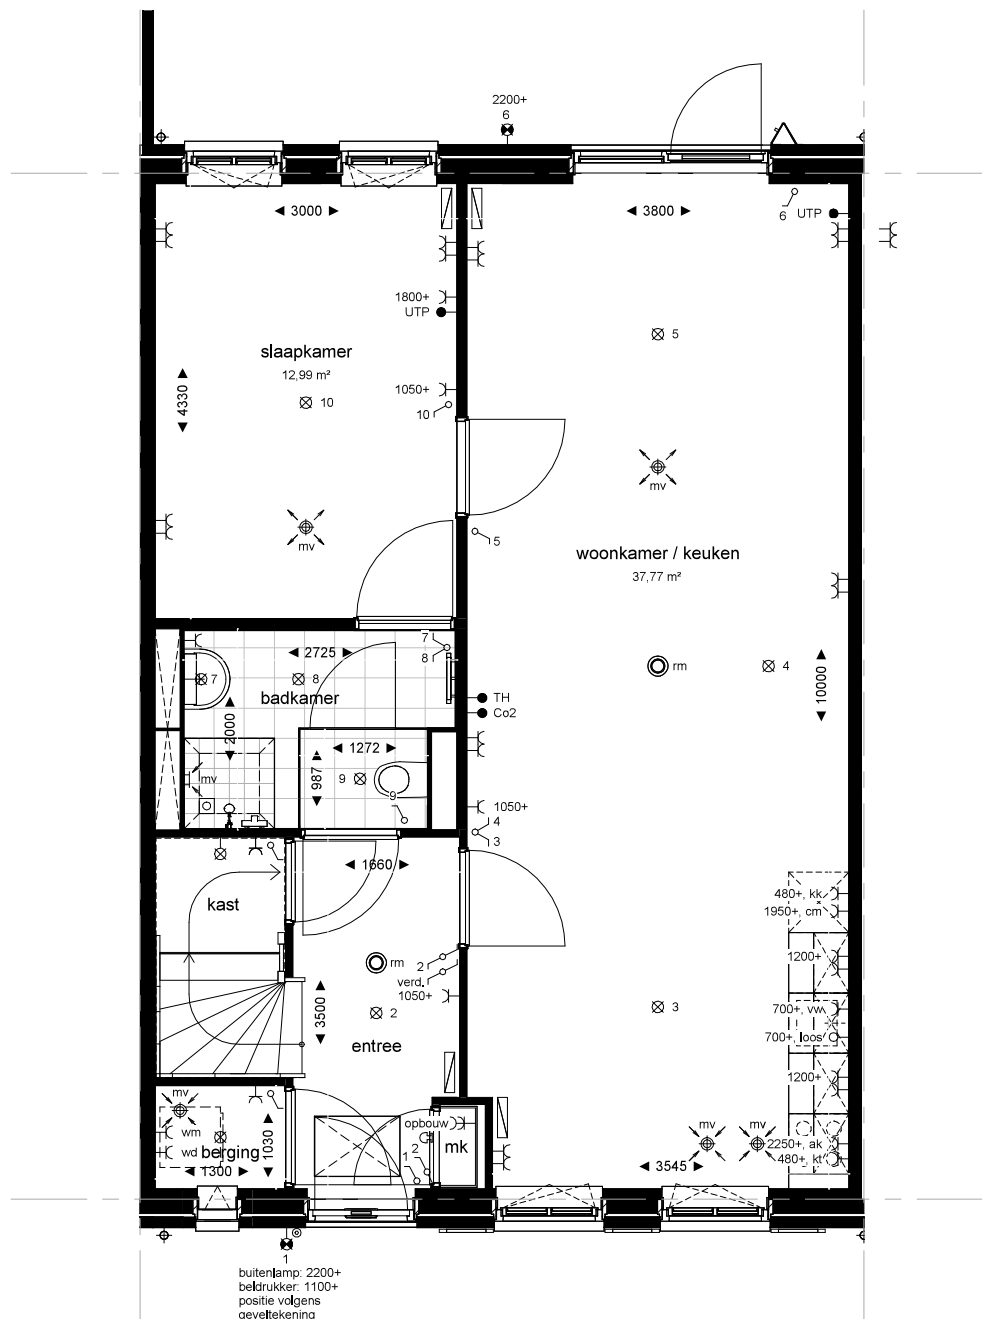 2200+
6
3000
3800
6
UTP
1800+
UTP
5
slaapkamer
12,99 m²
4330
1050+
10
10
mv
mv
5
woonkamer / keuken
37,77 m²
7
8
2725
rm
4
10000
7
8
badkamer
TH
Co2
2000
1272
987
mv
9
9
1050+
4
3
1660
kast
480+, kk
1950+, cm
rm
2
verd.
1050+
1200+
3500
2
3
700+, vw
700+, loos
entree
1200+
mv
mv
mv
opbouw
wm
wd
berging
1030
1300
2
1
mk
2250+, ak
480+, kt
3545
1
buitenlamp: 2200+
beldrukker: 1100+
positie volgens
geveltekening